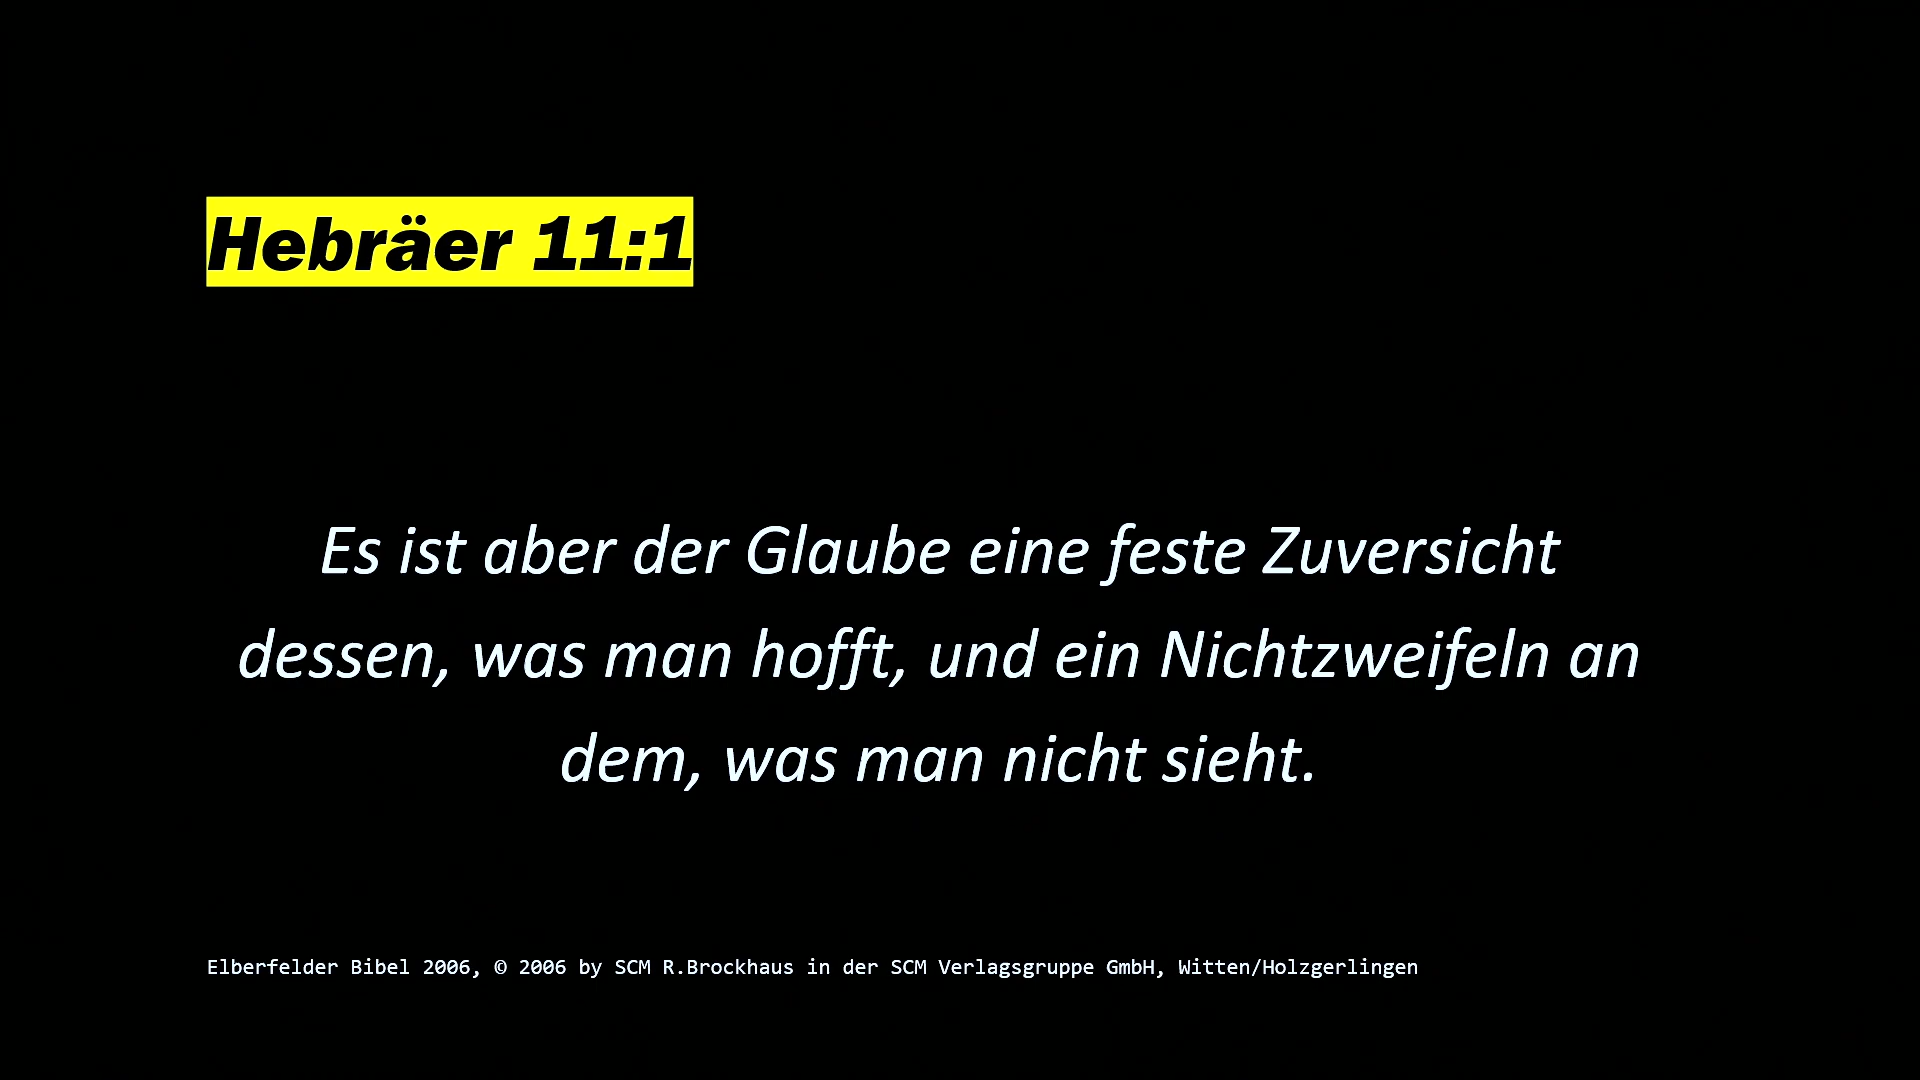 Hebräer 11:1
Es ist aber der Glaube eine feste Zuversicht
dessen, was man hofft, und ein Nichtzweifeln an
dem, was man nicht sieht.
Elberfelder Bibel 2006, © 2006 by SCM R.Brockhaus in der SCM Verlagsgruppe GmbH, Witten/Holzgerlingen